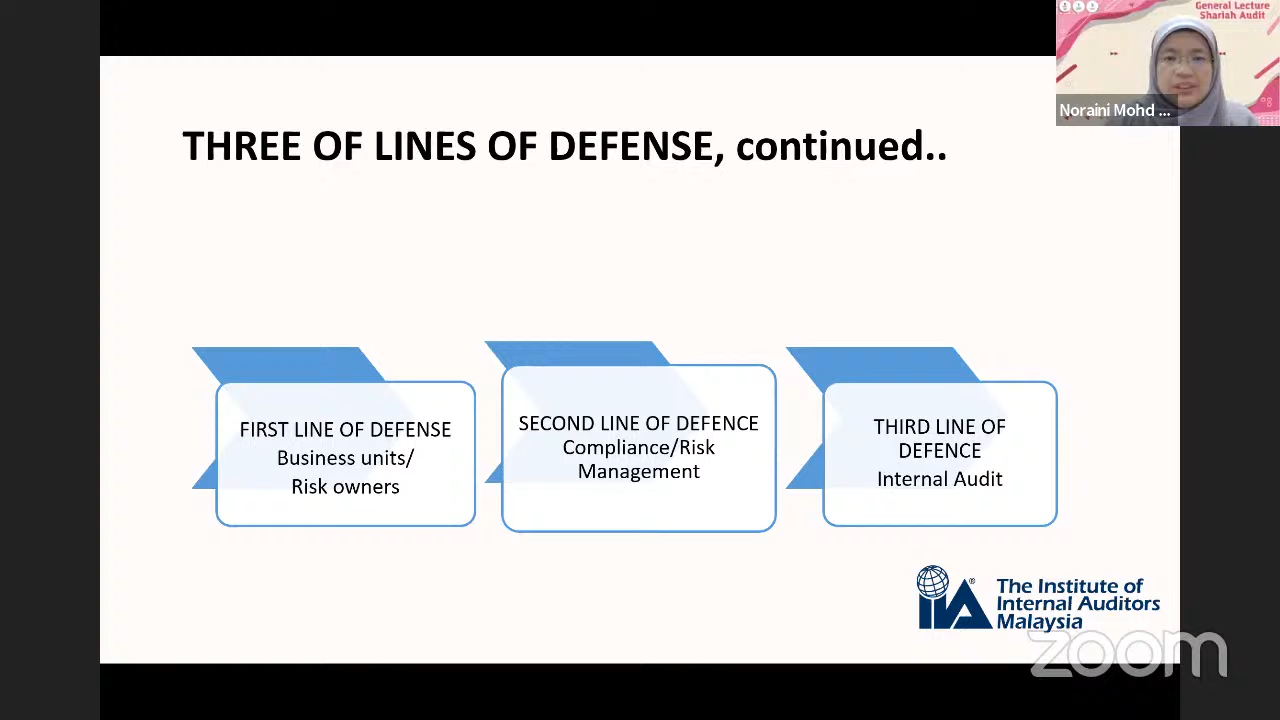 General Lecture
Shariah Audit
Noraini Mohd ...
THREE OF LINES OF DEFENSE, continued..
FIRST LINE OF DEFENSE
Business units/
Risk owners
SECOND LINE OF DEFENCE
Compliance/Risk
Management
THIRD LINE OF
DEFENCE
Internal Audit
IIA®
The Institute of
Internal Auditors
Malaysia
zoom